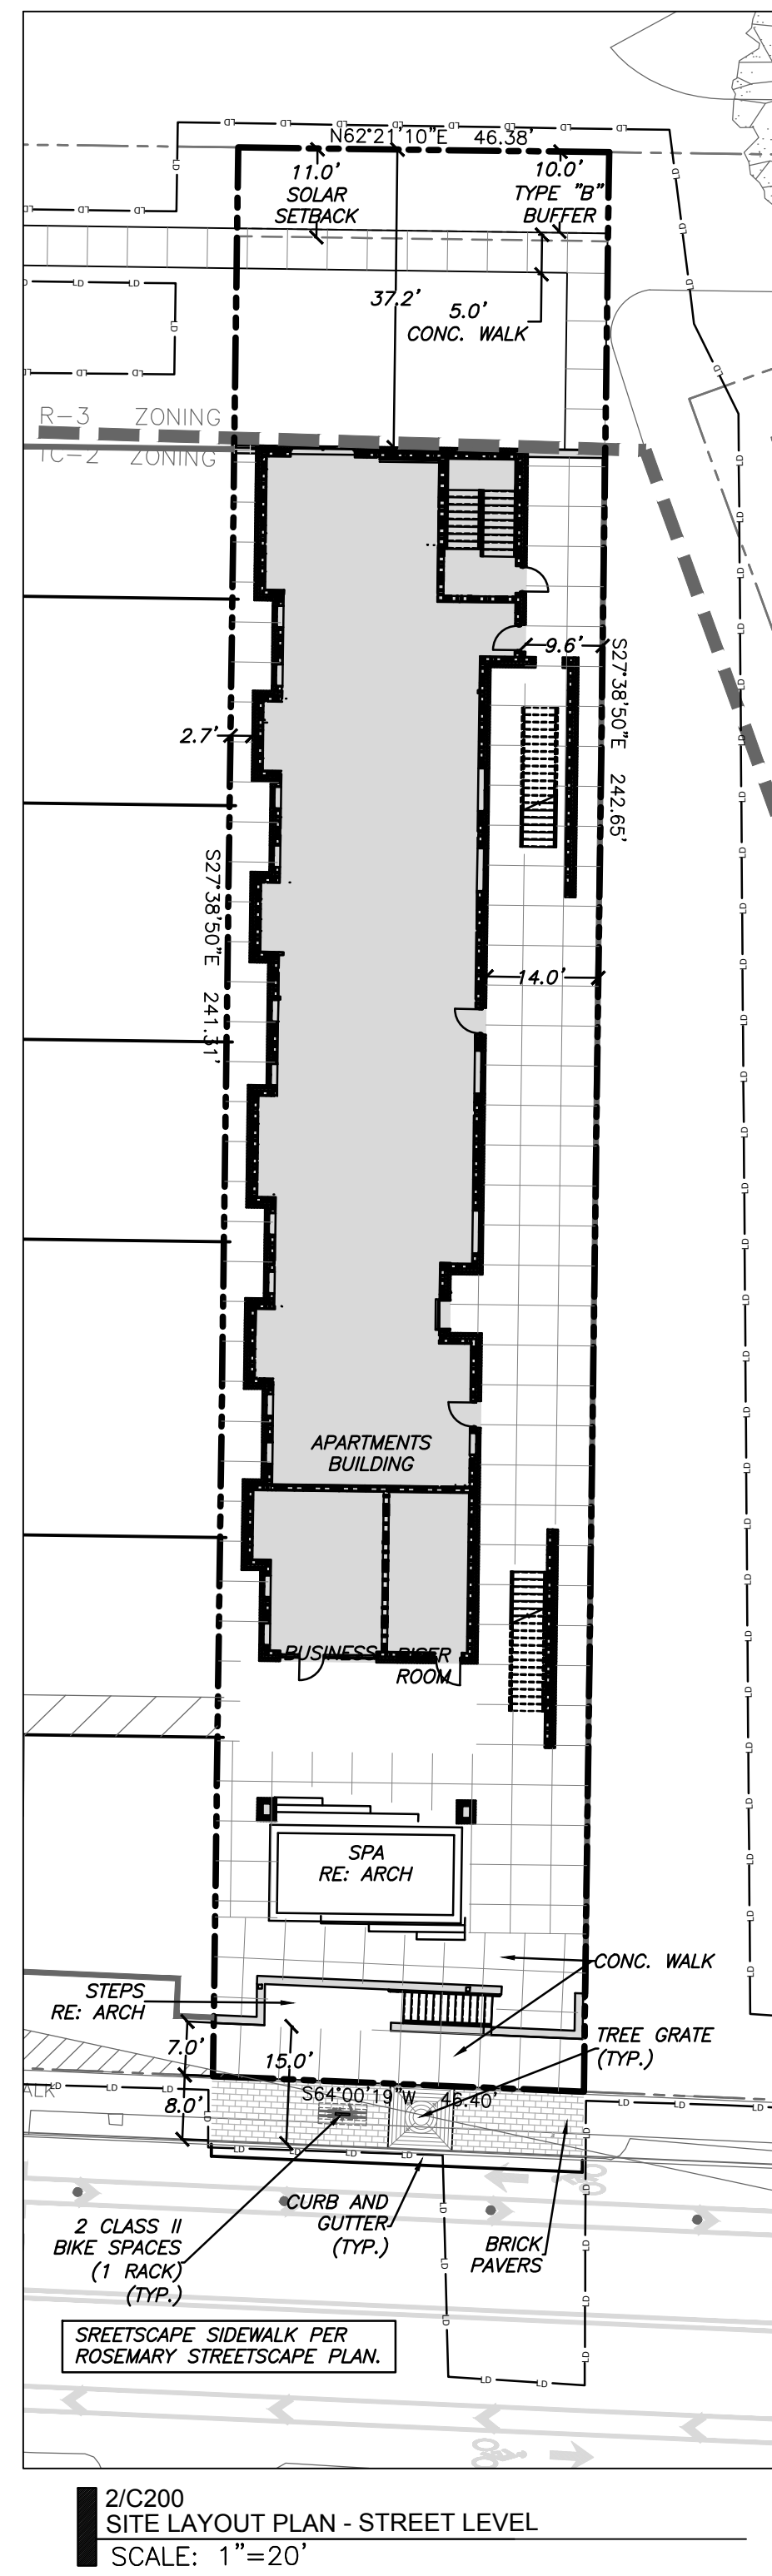 N62°21'10"E 46.38'
11.0'
SOLAR
SETBACK
10.0'
TYPE "B"
BUFFER
37.2'
5.0'
CONC. WALK
R-3 ZONING
TC-2 ZONING
9.6'
S27°38'50"E 242.65'
2.7'
S27°38'50"E 241.31'
14.0'
APARTMENTS
BUILDING
BUSINESS
RISER
ROOM
SPA
RE: ARCH
CONC. WALK
STEPS
RE: ARCH
TREE GRATE
(TYP.)
7.0'
15.0'
8.0'
S64°00'19"W 46.40'
ALK
CURB AND
GUTTER
(TYP.)
2 CLASS II
BIKE SPACES
(1 RACK)
(TYP.)
BRICK
PAVERS
SREETSCAPE SIDEWALK PER
ROSEMARY STREETSCAPE PLAN.
LD
2/C200
SITE LAYOUT PLAN - STREET LEVEL
SCALE: 1"=20'